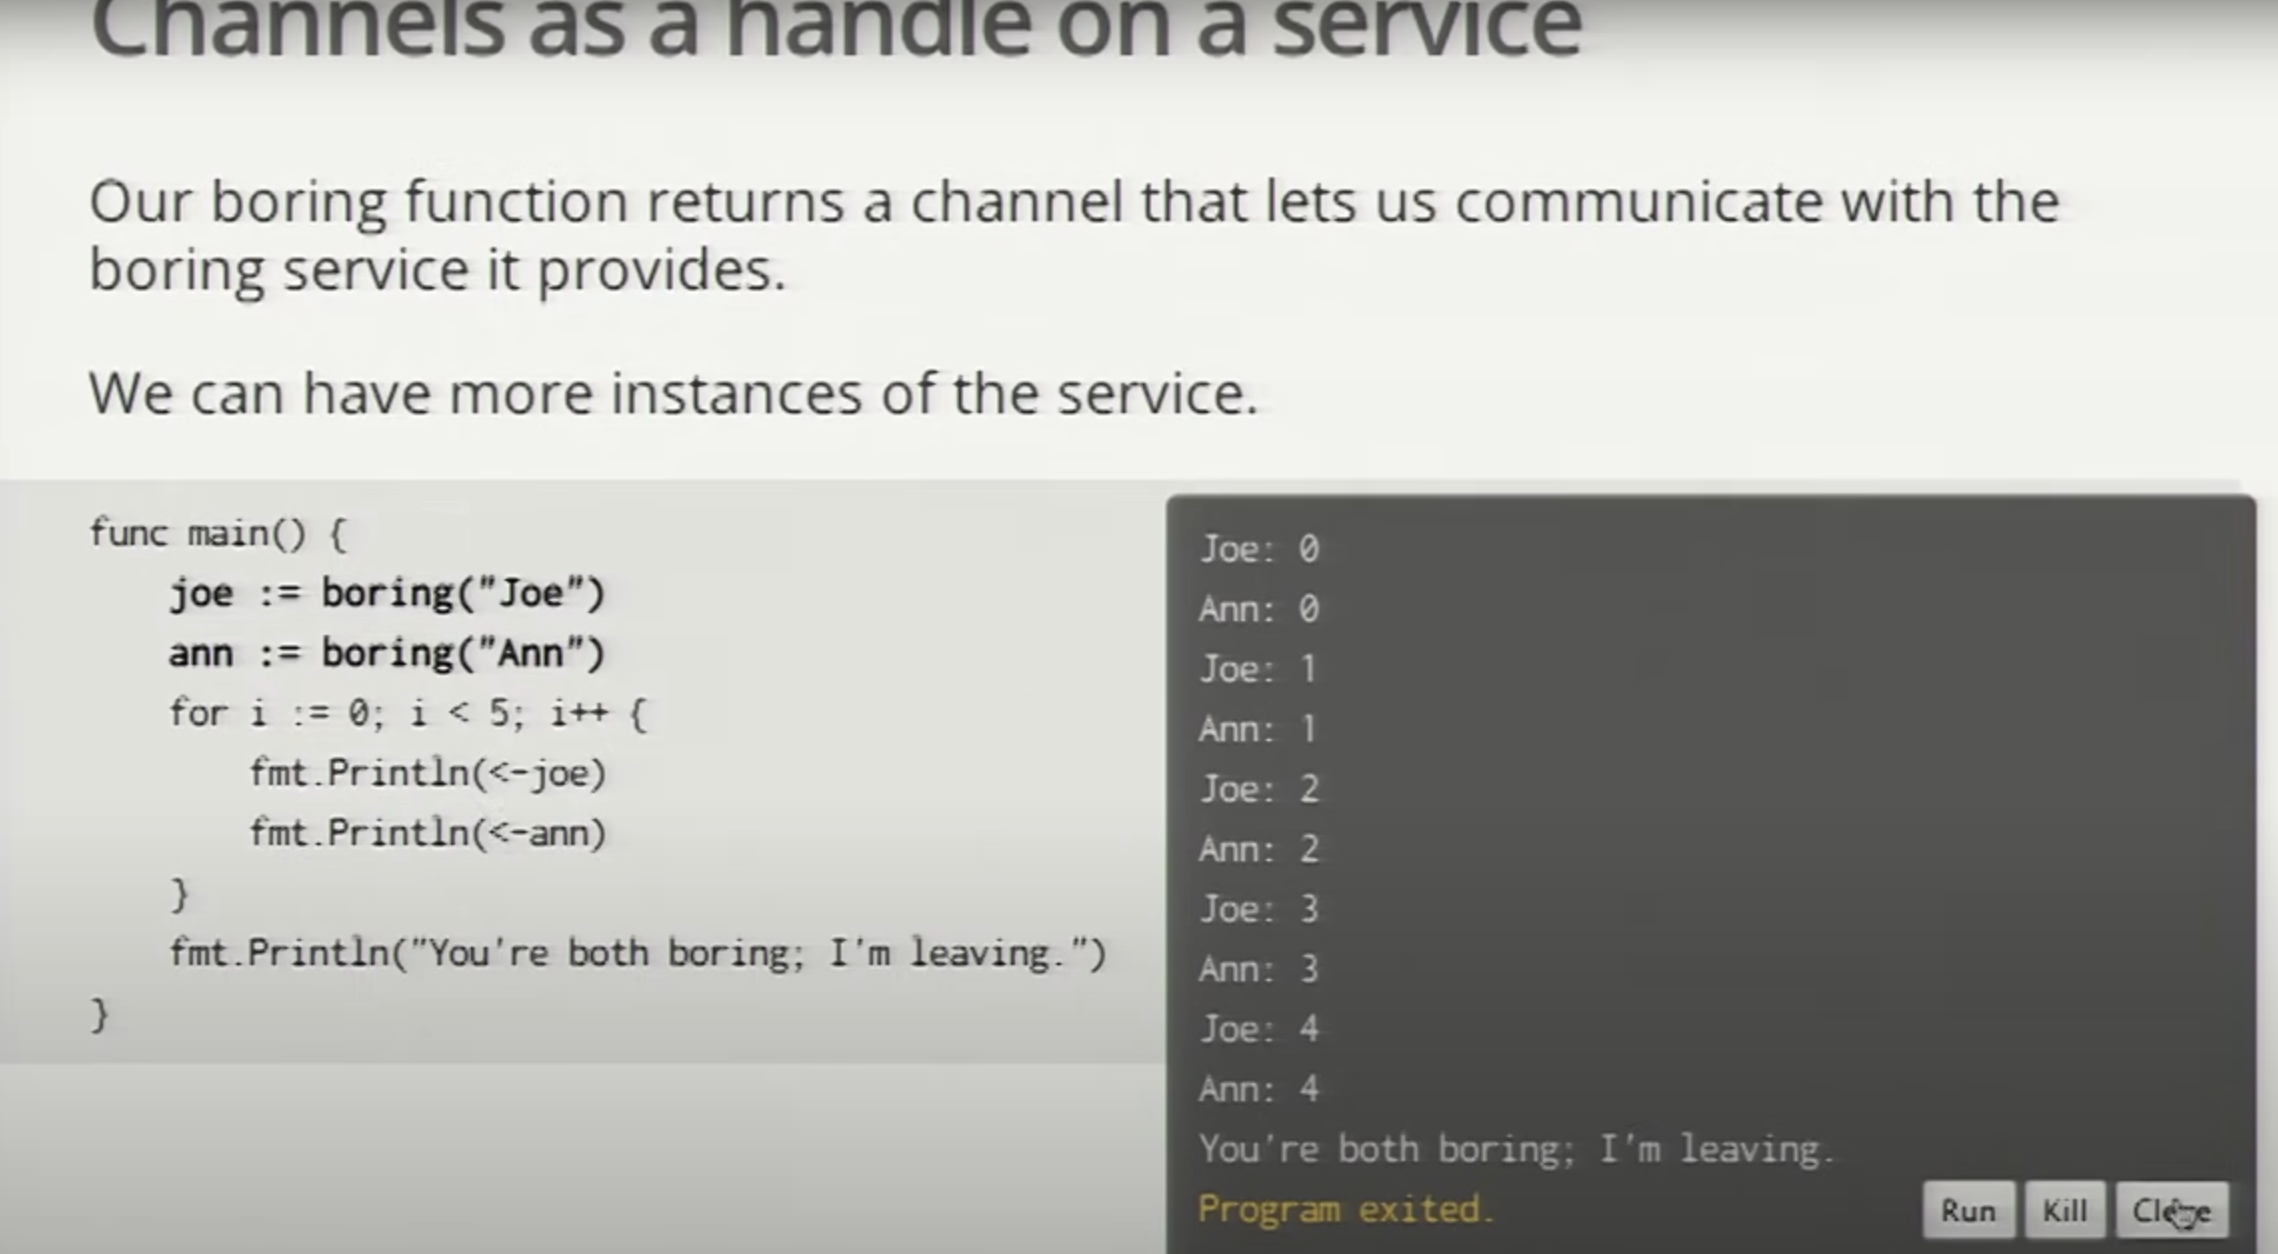 Channels as a handle on a service
Our boring function returns a channel that lets us communicate with the
boring service it provides.
We can have more instances of the service.
func main() {
    joe := boring("Joe")
    ann := boring("Ann")
    for i := 0; i < 5; i++ {
        fmt.Println(<-joe)
        fmt.Println(<-ann)
    }
    fmt.Println("You're both boring; I'm leaving.")
}
Joe: 0
Ann: 0
Joe: 1
Ann: 1
Joe: 2
Ann: 2
Joe: 3
Ann: 3
Joe: 4
Ann: 4
You're both boring; I'm leaving.
Program exited.
Run Kill Close